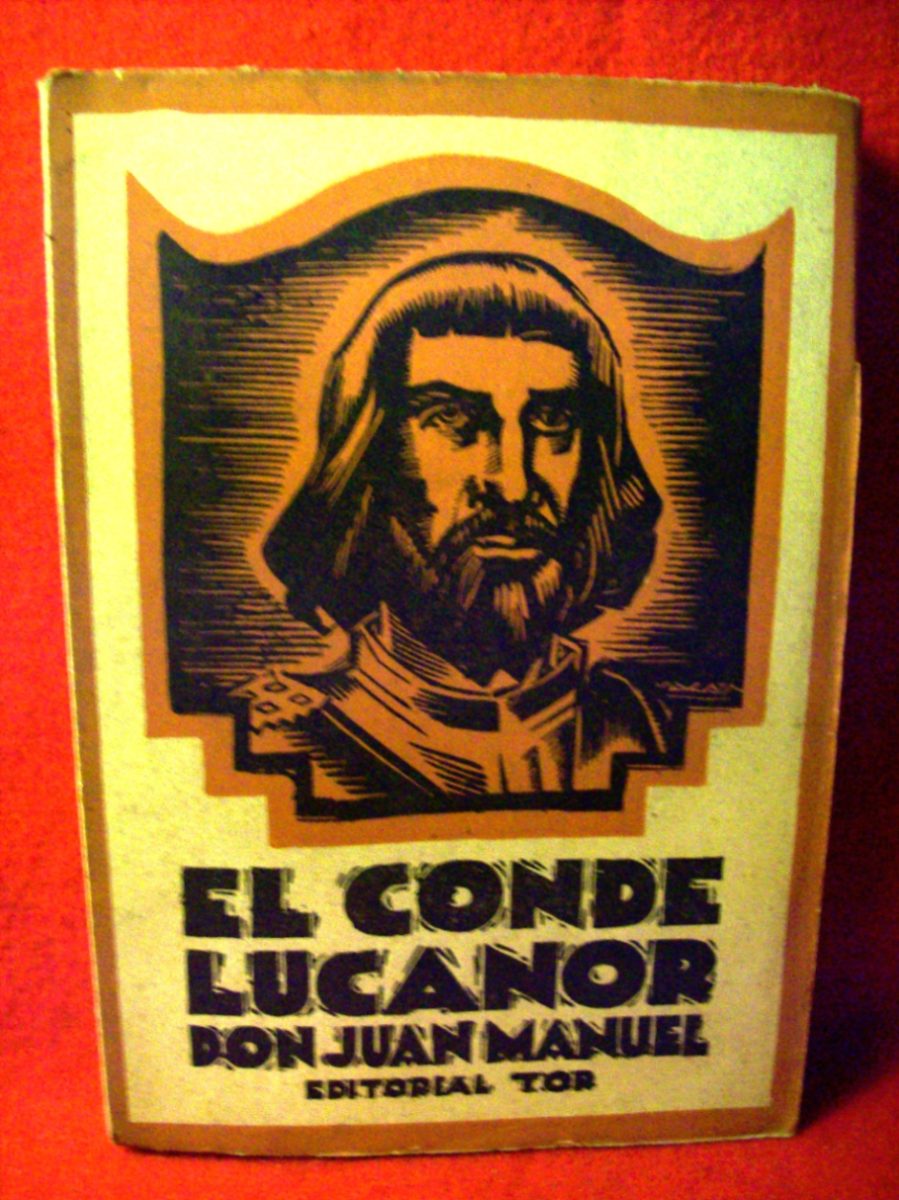 EL CONDE
LUCANOR
DON JUAN MANUEL
EDITORIAL TOR